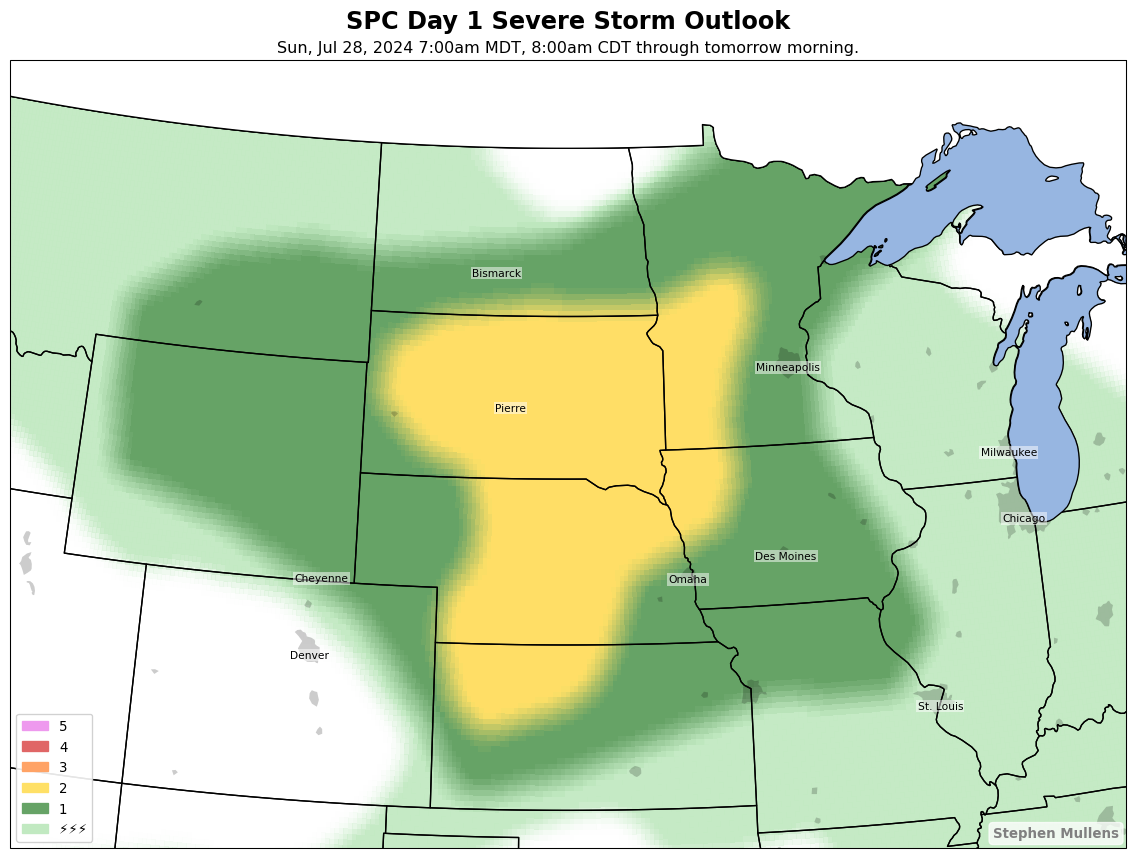 SPC Day 1 Severe Storm Outlook
Sun, Jul 28, 2024 7:00am MDT, 8:00am CDT through tomorrow morning.
Bismarck
Minneapolis
Pierre
Milwaukee
Chicago
Des Moines
Cheyenne
Omaha
Denver
St. Louis
5
4
3
2
1
⚡⚡⚡
Stephen Mullens